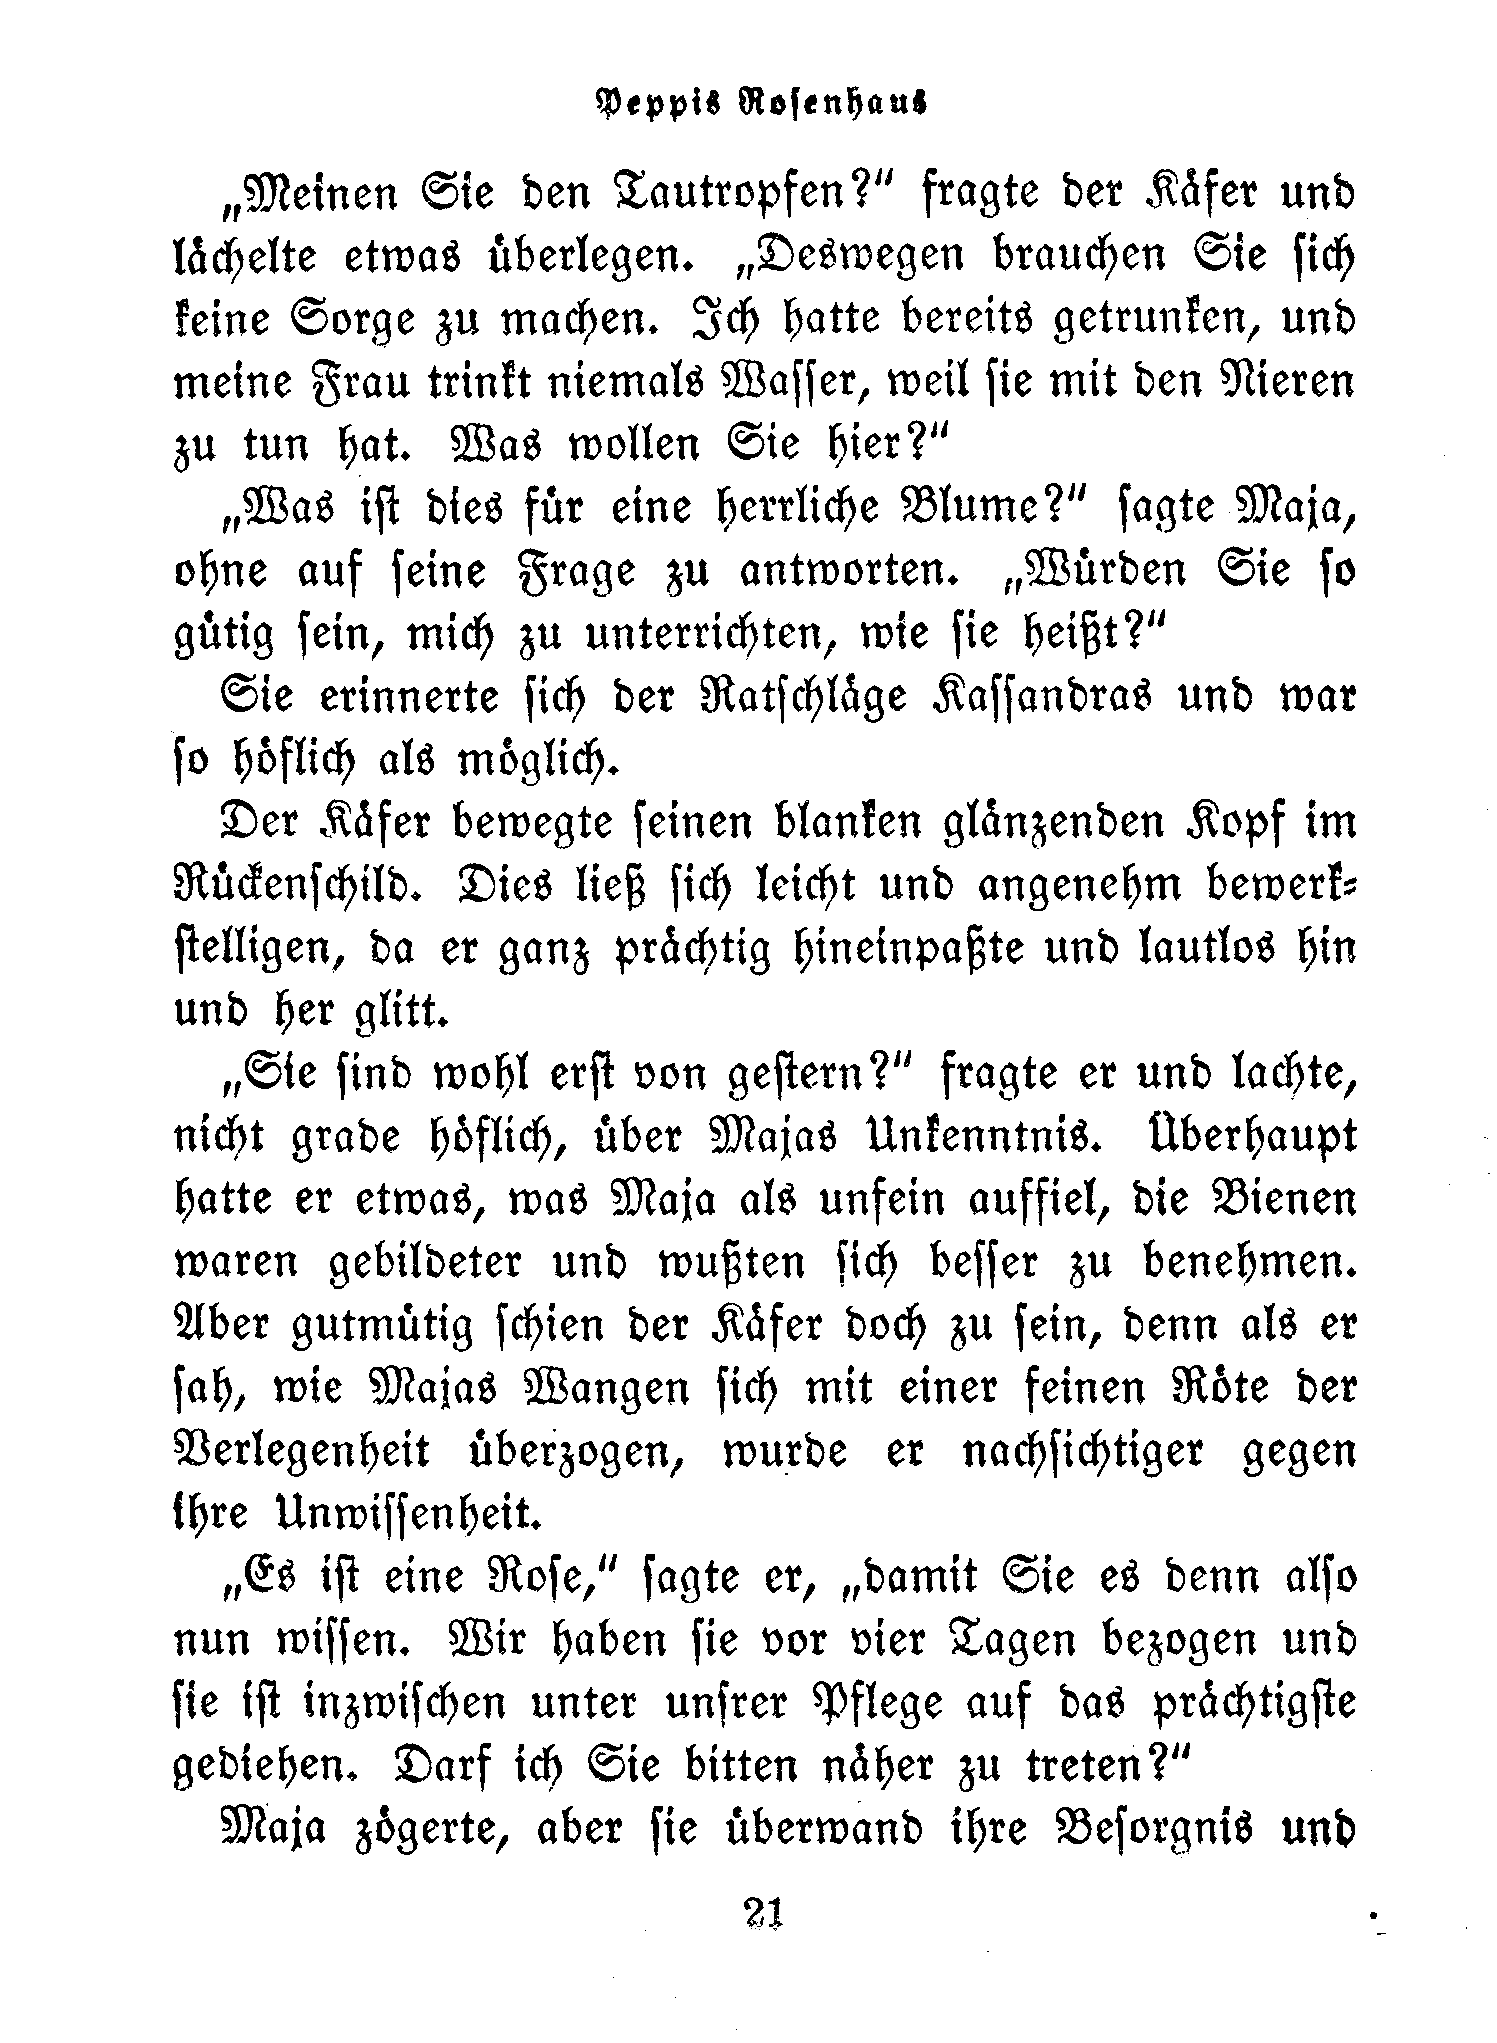 Peppis Rosenhaus
„Meinen Sie den Tautropfen?“ fragte der Käfer und
lächelte etwas überlegen. „Deswegen brauchen Sie sich
keine Sorge zu machen. Ich hatte bereits getrunken, und
meine Frau trinkt niemals Wasser, weil sie mit den Nieren
zu tun hat. Was wollen Sie hier?“
„Was ist dies für eine herrliche Blume?“ sagte Maja,
ohne auf seine Frage zu antworten. „Würden Sie so
gütig sein, mich zu unterrichten, wie sie heißt?“
Sie erinnerte sich der Ratschläge Kassandras und war
so höflich als möglich.
Der Käfer bewegte seinen blanken glänzenden Kopf im
Rückenschild. Dies ließ sich leicht und angenehm bewerk-
stelligen, da er ganz prächtig hineinpaßte und lautlos hin
und her glitt.
„Sie sind wohl erst von gestern?“ fragte er und lachte,
nicht grade höflich, über Majas Unkenntnis. Überhaupt
hatte er etwas, was Maja als unfein auffiel, die Bienen
waren gebildeter und wußten sich besser zu benehmen.
Aber gutmütig schien der Käfer doch zu sein, denn als er
sah, wie Majas Wangen sich mit einer feinen Röte der
Verlegenheit überzogen, wurde er nachsichtiger gegen
ihre Unwissenheit.
„Es ist eine Rose,“ sagte er, „damit Sie es denn also
nun wissen. Wir haben sie vor vier Tagen bezogen und
sie ist inzwischen unter unsrer Pflege auf das prächtigste
gediehen. Darf ich Sie bitten näher zu treten?“
Maja zögerte, aber sie überwand ihre Besorgnis und
21